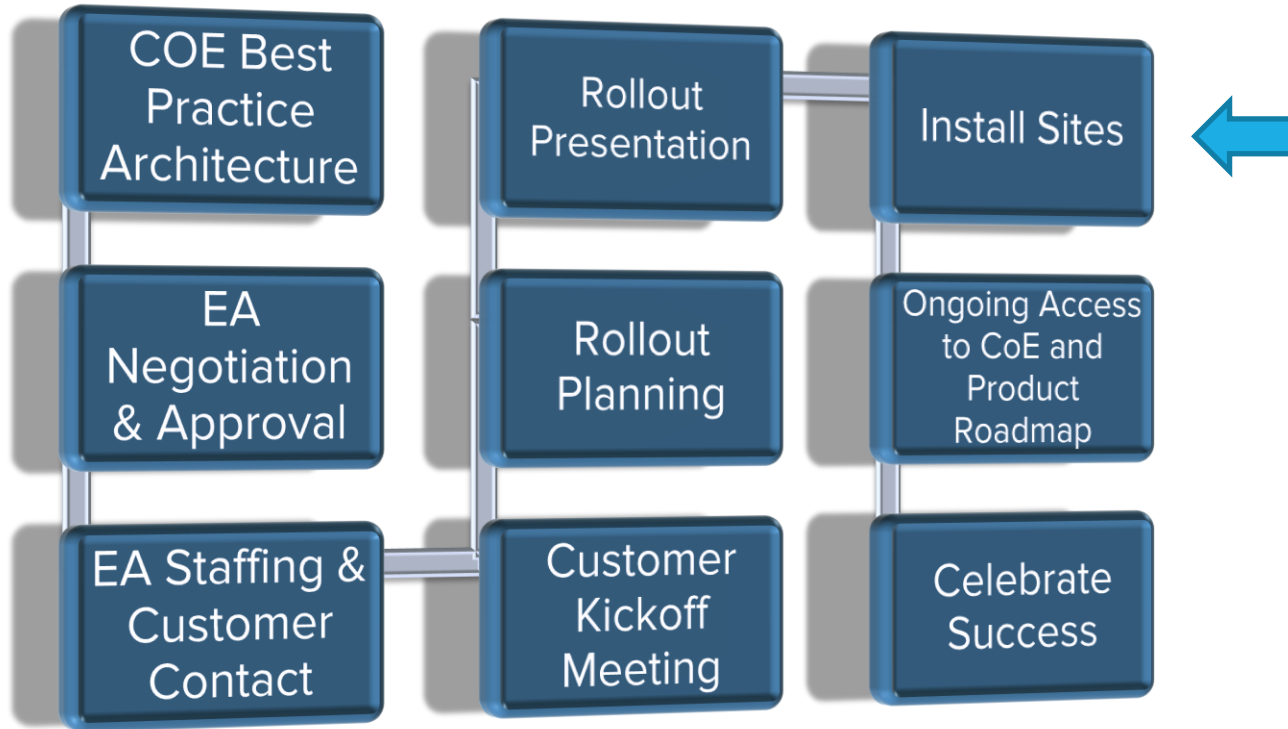 COE Best
Practice
Architecture
EA
Negotiation
& Approval
EA Staffing &
Customer
Contact
Customer
Kickoff
Meeting
Rollout
Planning
Rollout
Presentation
Install Sites
Ongoing Access
to CoE and
Product
Roadmap
Celebrate
Success